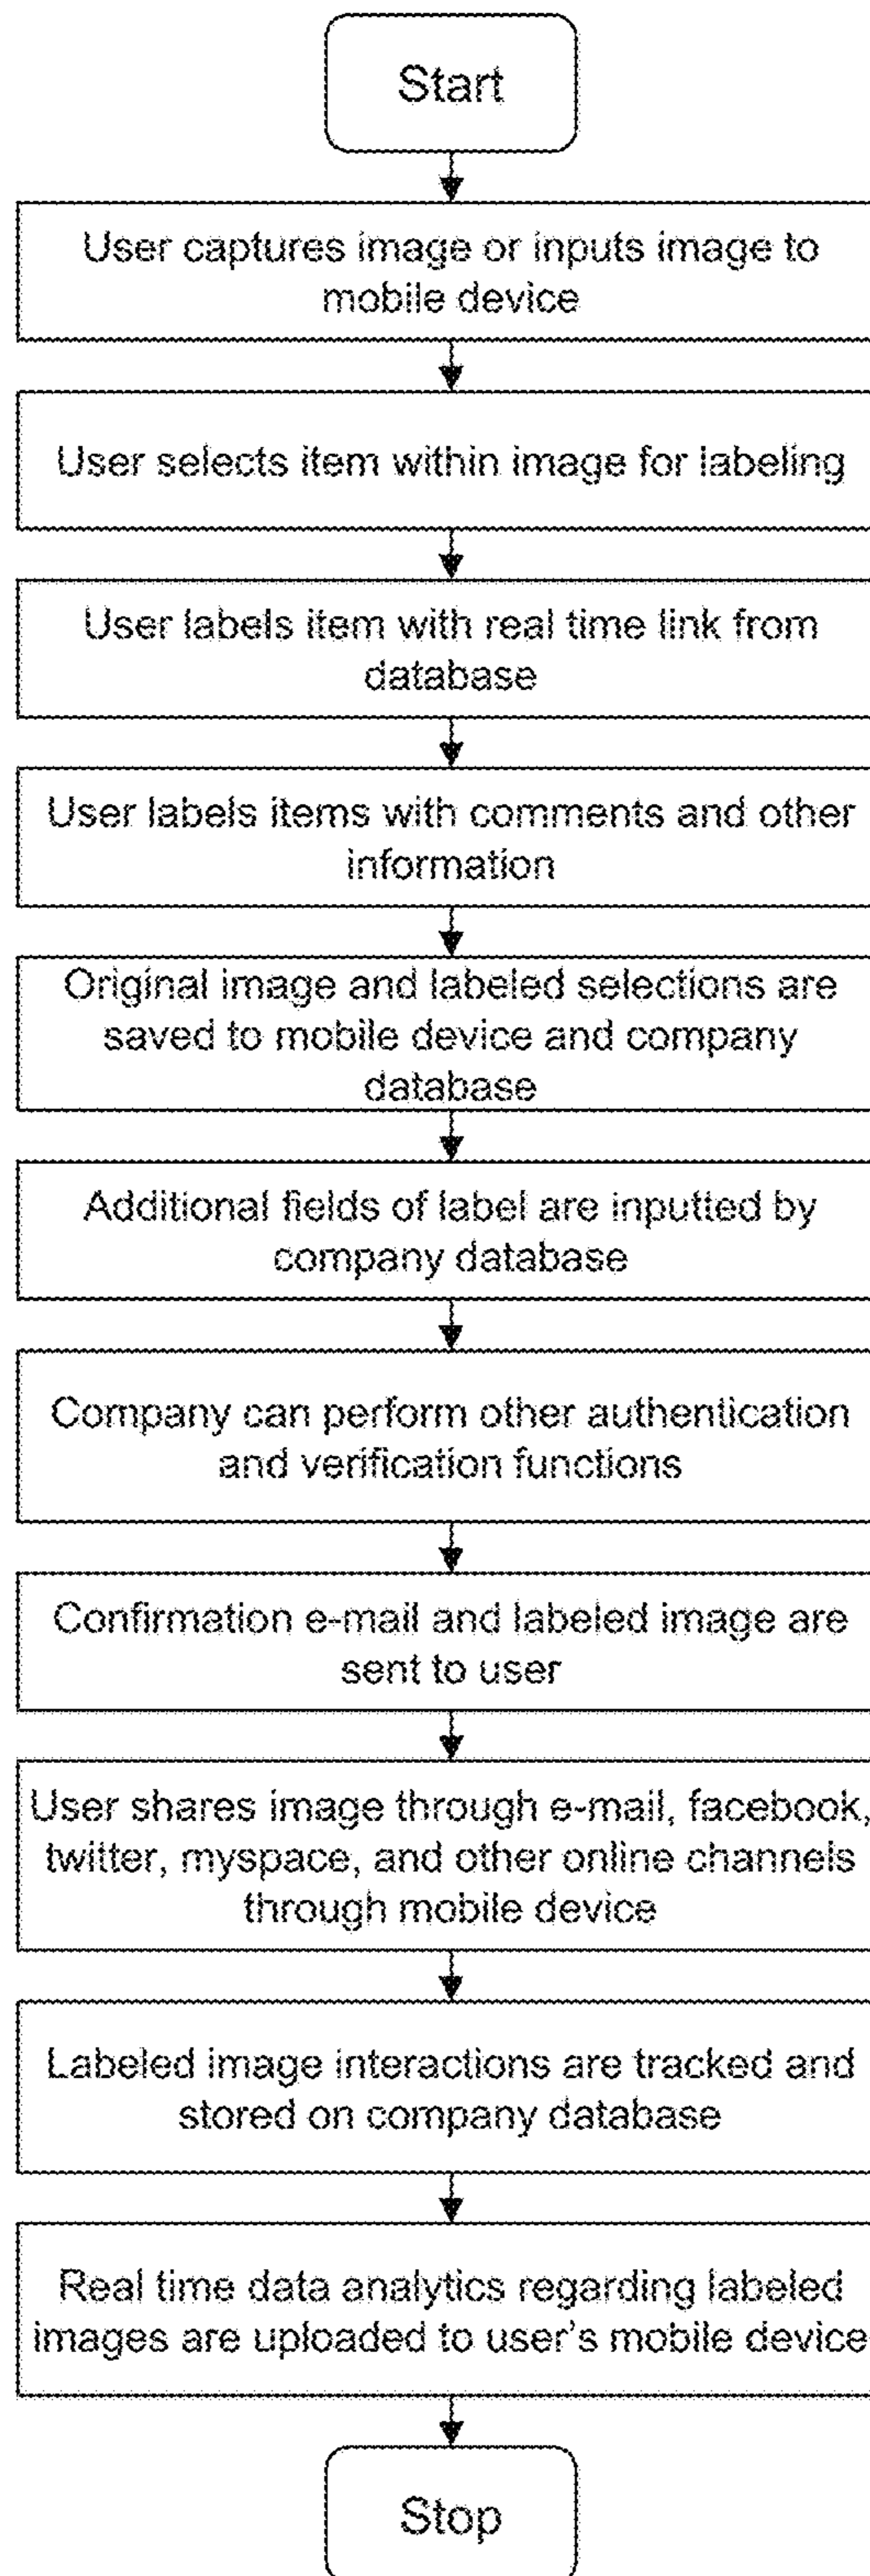 Start
User captures image or inputs image to
mobile device
User selects item within image for labeling
User labels item with real time link from
database
User labels items with comments and other
information
Original image and labeled selections are
saved to mobile device and company
database
Additional fields of label are inputted by
company database
Company can perform other authentication
and verification functions
Confirmation e-mail and labeled image are
sent to user
User shares image through e-mail, facebook,
twitter, myspace, and other online channels
through mobile device
Labeled image interactions are tracked and
stored on company database
Real time data analytics regarding labeled
images are uploaded to user's mobile device
Stop